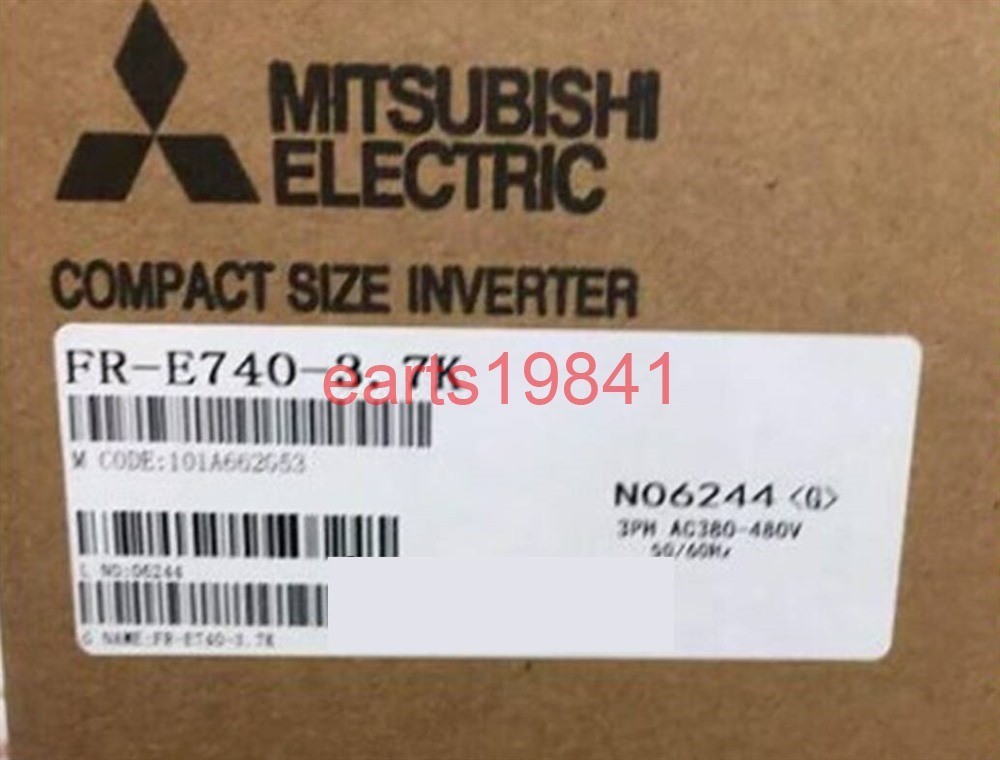 MITSUBISHI
ELECTRIC
COMPACT SIZE INVERTER
FR-E740-3.7K
earts19841
M CODE:101A662G53
N06244 <G>
3PH AC380-480V
50/60Hz
L NO:06244
G NAME:FR-E740-3.7K